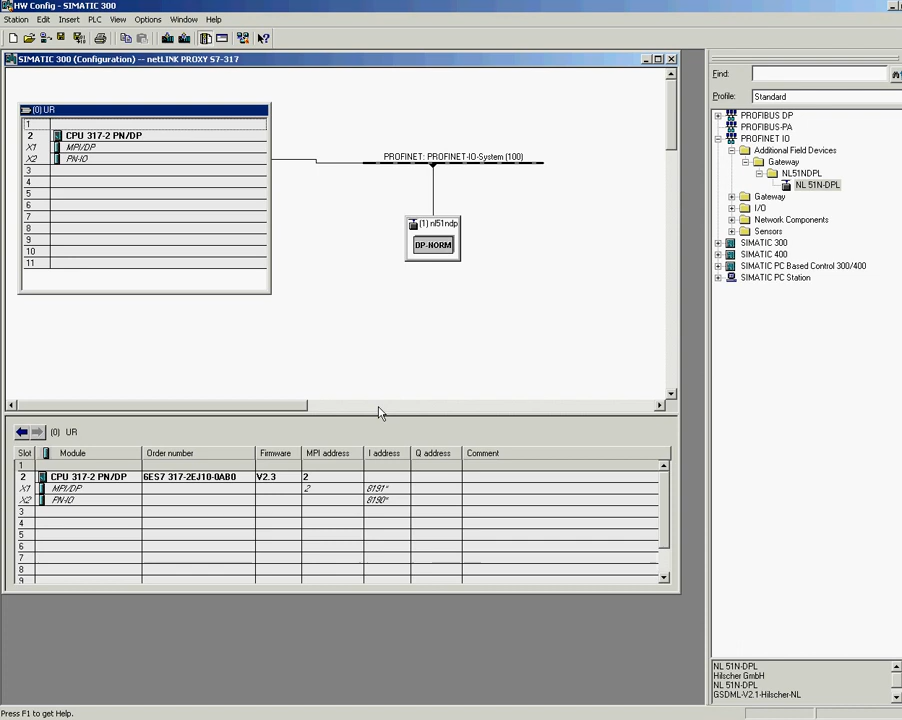 HW Config - SIMATIC 300
Station Edit Insert PLC View Options Window Help
SIMATIC 300 (Configuration) -- netLINK PROXY S7-317
(0) UR
1
2 CPU 317-2 PN/DP
X1 MPI/DP
X2 PN-IO
3
4
5
6
7
8
9
10
11
PROFINET: PROFINET-IO-System (100)
(1) nl51ndp
DP-NORM
Find:
Profile: Standard
PROFIBUS DP
PROFIBUS-PA
PROFINET IO
Additional Field Devices
Gateway
NL51NDPL
NL 51N-DPL
Gateway
I/O
Network Components
Sensors
SIMATIC 300
SIMATIC 400
SIMATIC PC Based Control 300/400
SIMATIC PC Station
(0) UR
Slot Module Order number Firmware MPI address I address Q address Comment
1
2 CPU 317-2 PN/DP 6ES7 317-2EJ10-0AB0 V2.3 2
X1 MPI/DP 2 8191*
X2 PN-IO 8190*
3
4
5
6
7
8
9
NL 51N-DPL
Hilscher GmbH
NL 51N-DPL
GSDML-V2.1-Hilscher-NL
Press F1 to get Help.